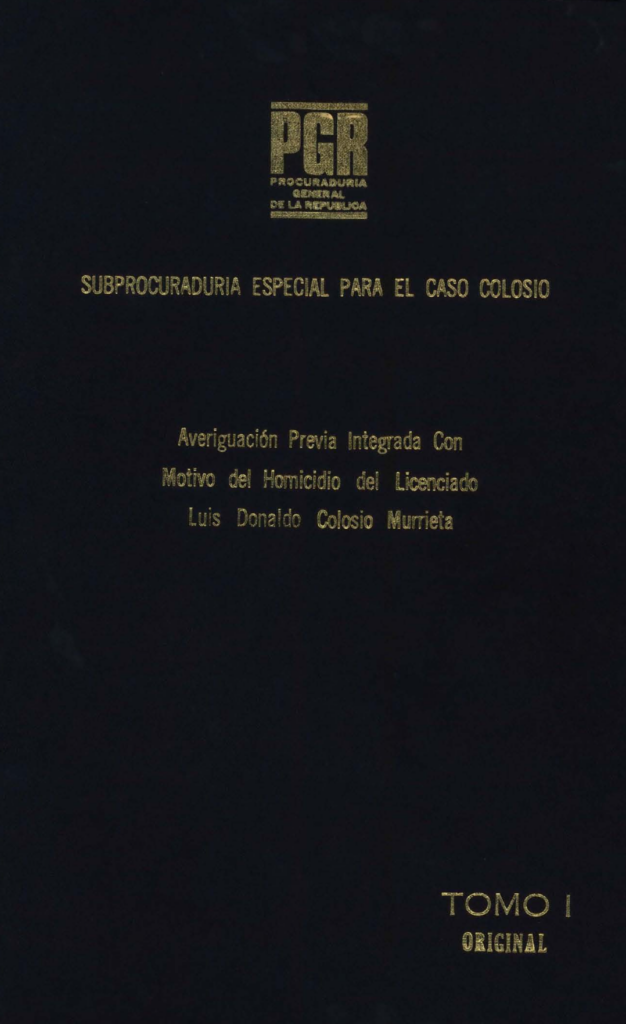 PGR
PROCURADURIA
GENERAL
DE LA REPUBLICA
SUBPROCURADURIA ESPECIAL PARA EL CASO COLOSIO
Averiguación Previa Integrada Con
Motivo del Homicidio del Licenciado
Luis Donaldo Colosio Murrieta
TOMO I
ORIGINAL